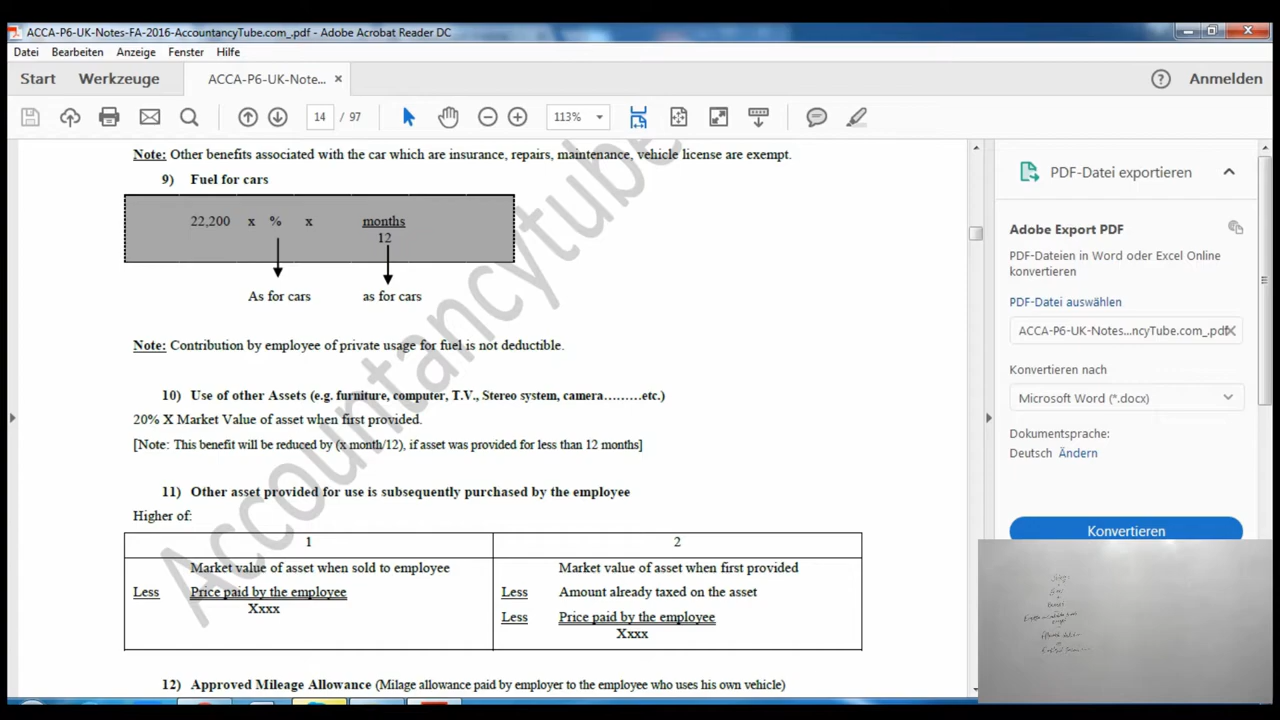 ACCA-P6-UK-Notes-FA-2016-AccountancyTube.com_.pdf - Adobe Acrobat Reader DC
Datei Bearbeiten Anzeige Fenster Hilfe
Start Werkzeuge ACCA-P6-UK-Note... × Anmelden
14 / 97 113%
Note: Other benefits associated with the car which are insurance, repairs, maintenance, vehicle license are exempt.
9) Fuel for cars
22,200 x % x months
12
As for cars as for cars
Note: Contribution by employee of private usage for fuel is not deductible.
10) Use of other Assets (e.g. furniture, computer, T.V., Stereo system, camera………etc.)
20% X Market Value of asset when first provided.
[Note: This benefit will be reduced by (x month/12), if asset was provided for less than 12 months]
11) Other asset provided for use is subsequently purchased by the employee
Higher of:
1 2
Market value of asset when sold to employee
Less Price paid by the employee
Xxxx
Market value of asset when first provided
Less Amount already taxed on the asset
Less Price paid by the employee
Xxxx
12) Approved Mileage Allowance (Milage allowance paid by employer to the employee who uses his own vehicle)
Accountancytube
PDF-Datei exportieren
Adobe Export PDF
PDF-Dateien in Word oder Excel Online
konvertieren
PDF-Datei auswählen
ACCA-P6-UK-Notes...ncyTube.com_.pdf
Konvertieren nach
Microsoft Word (*.docx)
Dokumentsprache:
Deutsch Ändern
Konvertieren